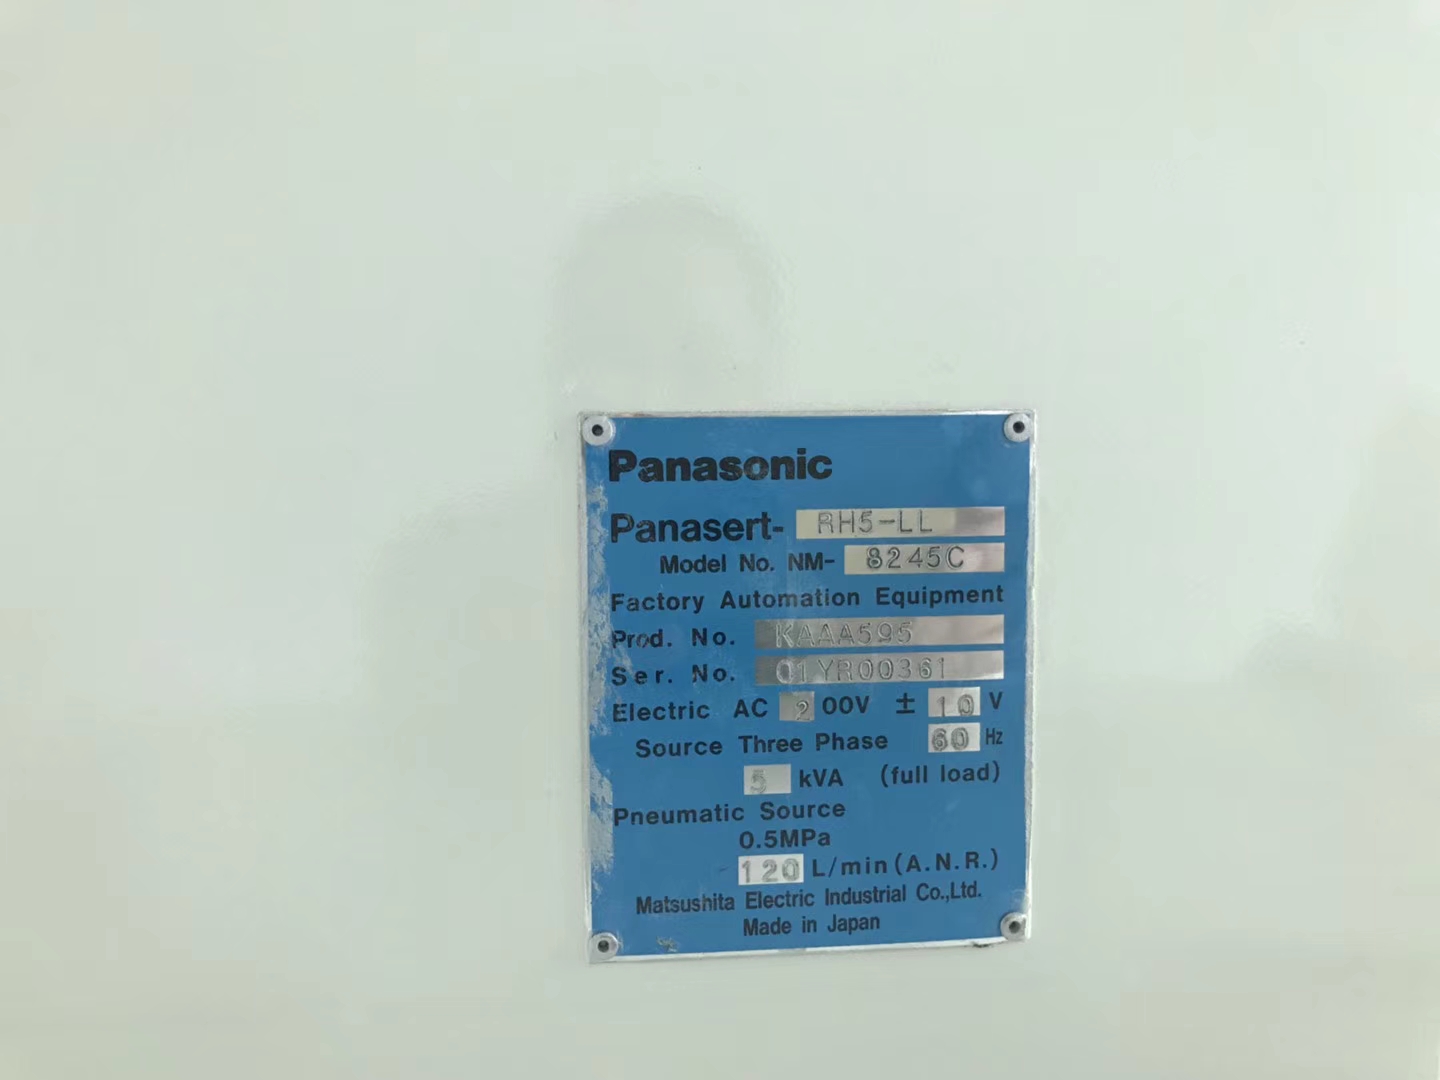 Panasonic
Panasert- RH5-LL
Model No. NM- 8245C
Factory Automation Equipment
Prod. No. KAAA595
Ser. No. 01YR00361
Electric AC 200V ± 10 V
Source Three Phase 60 Hz
5 kVA (full load)
Pneumatic Source
0.5MPa
120 L/min(A.N.R.)
Matsushita Electric Industrial Co.,Ltd.
Made in Japan